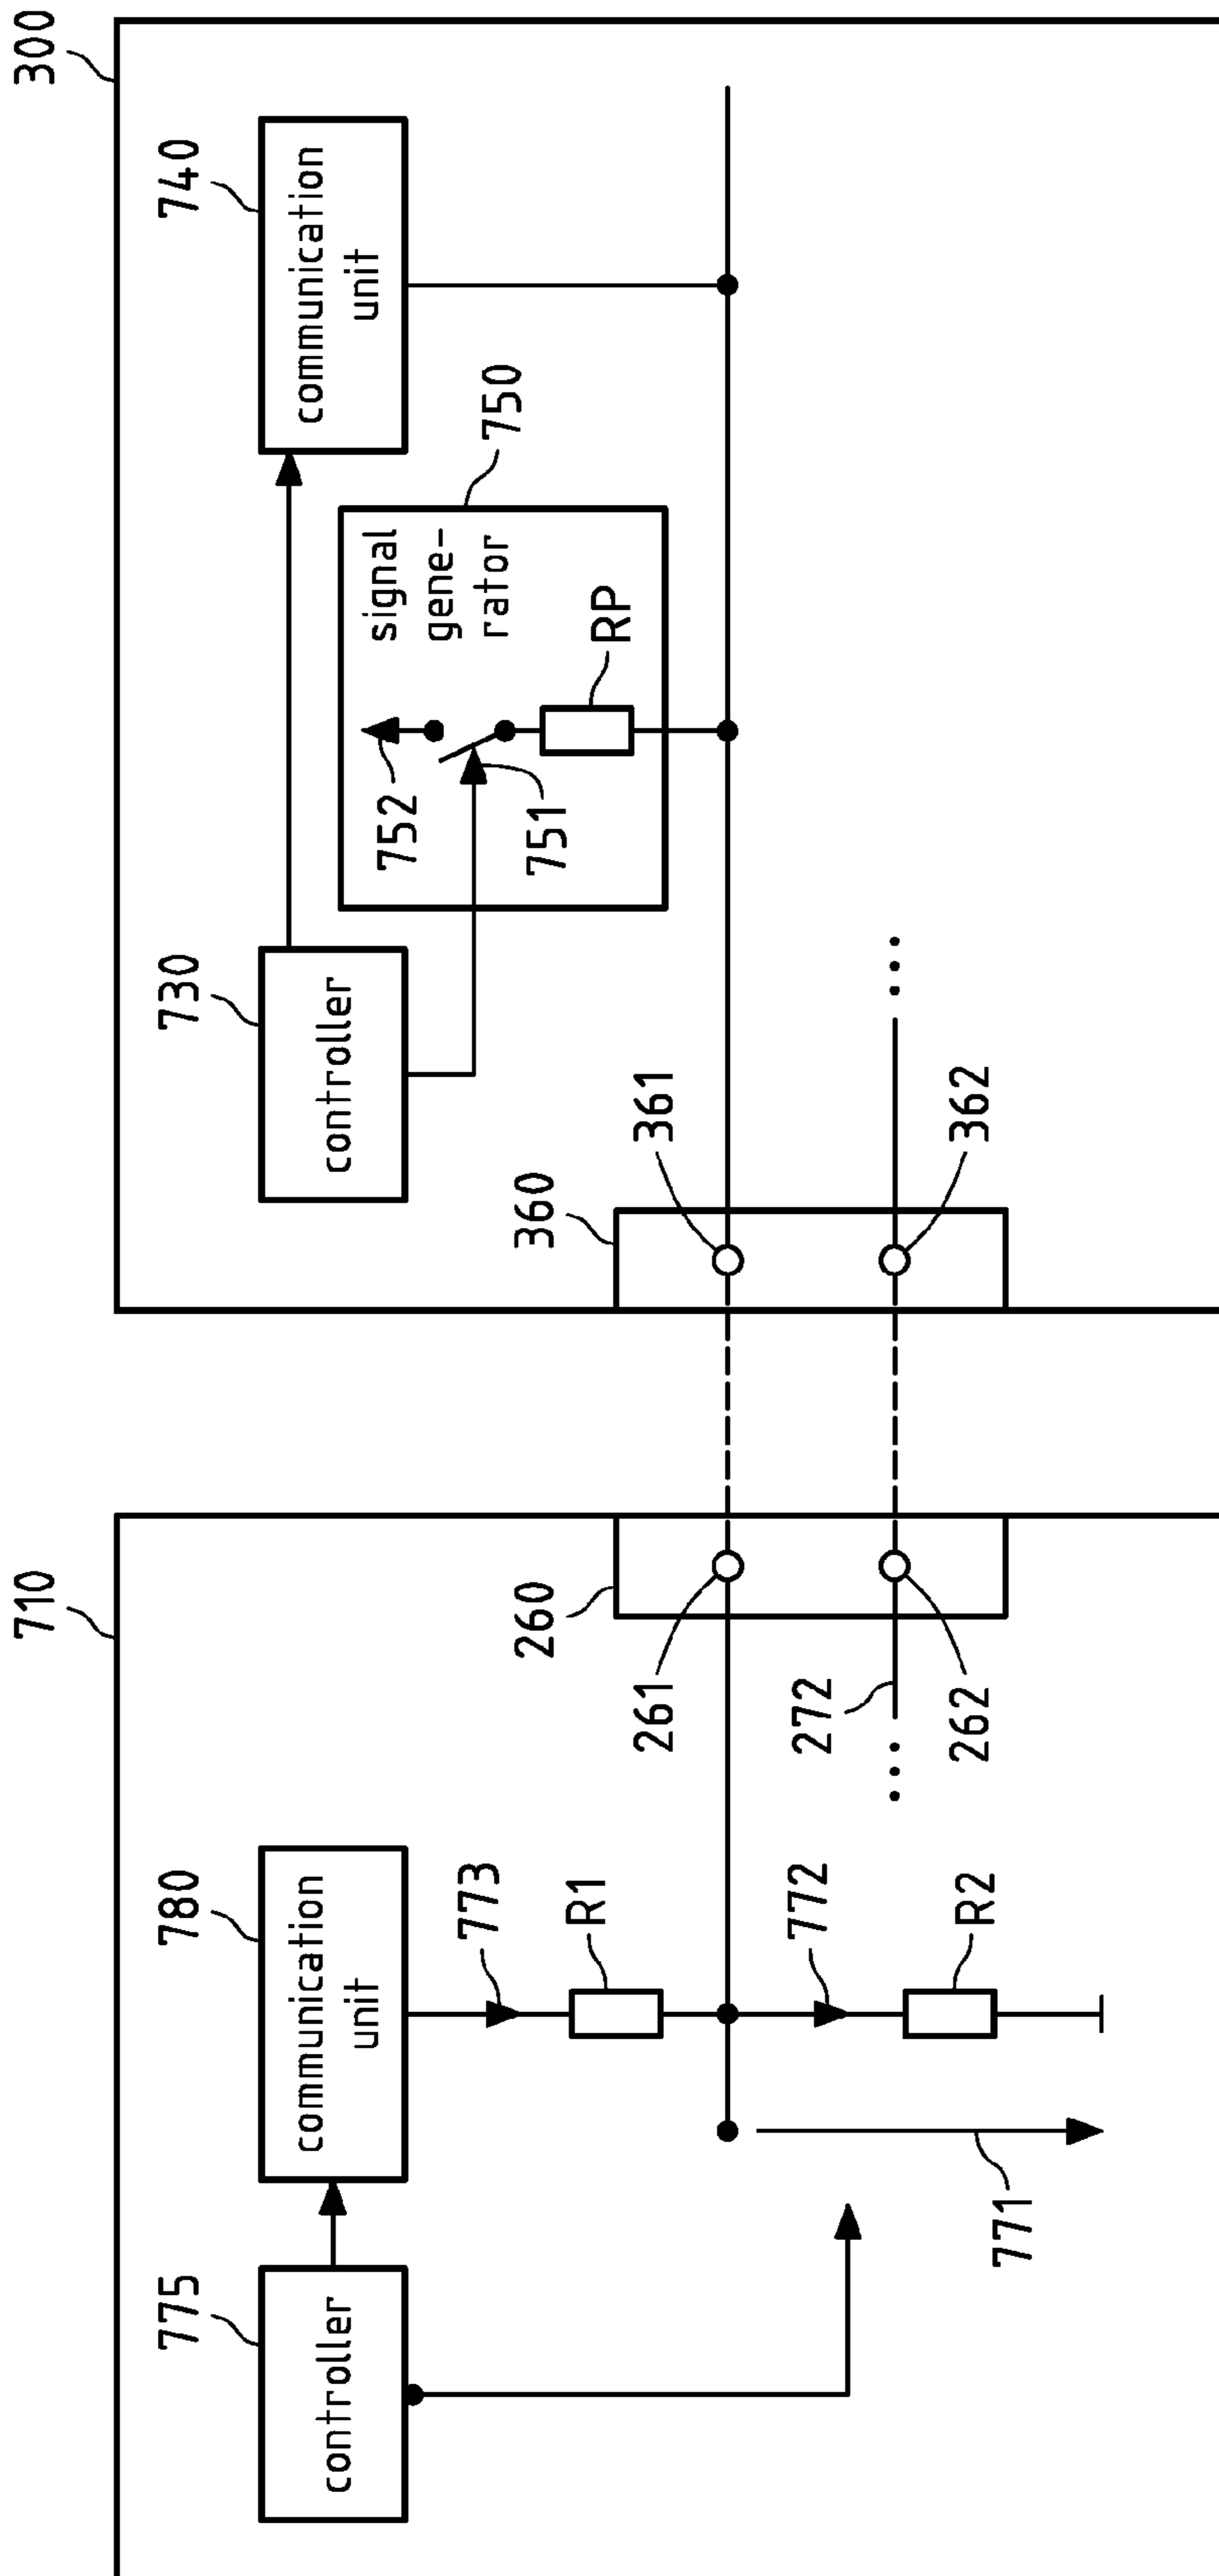 710
300
775
controller
780
communication
unit
773
R1
772
R2
771
260
261
272
262
360
361
362
730
controller
740
communication
unit
750
signal
gene-
rator
752
751
RP